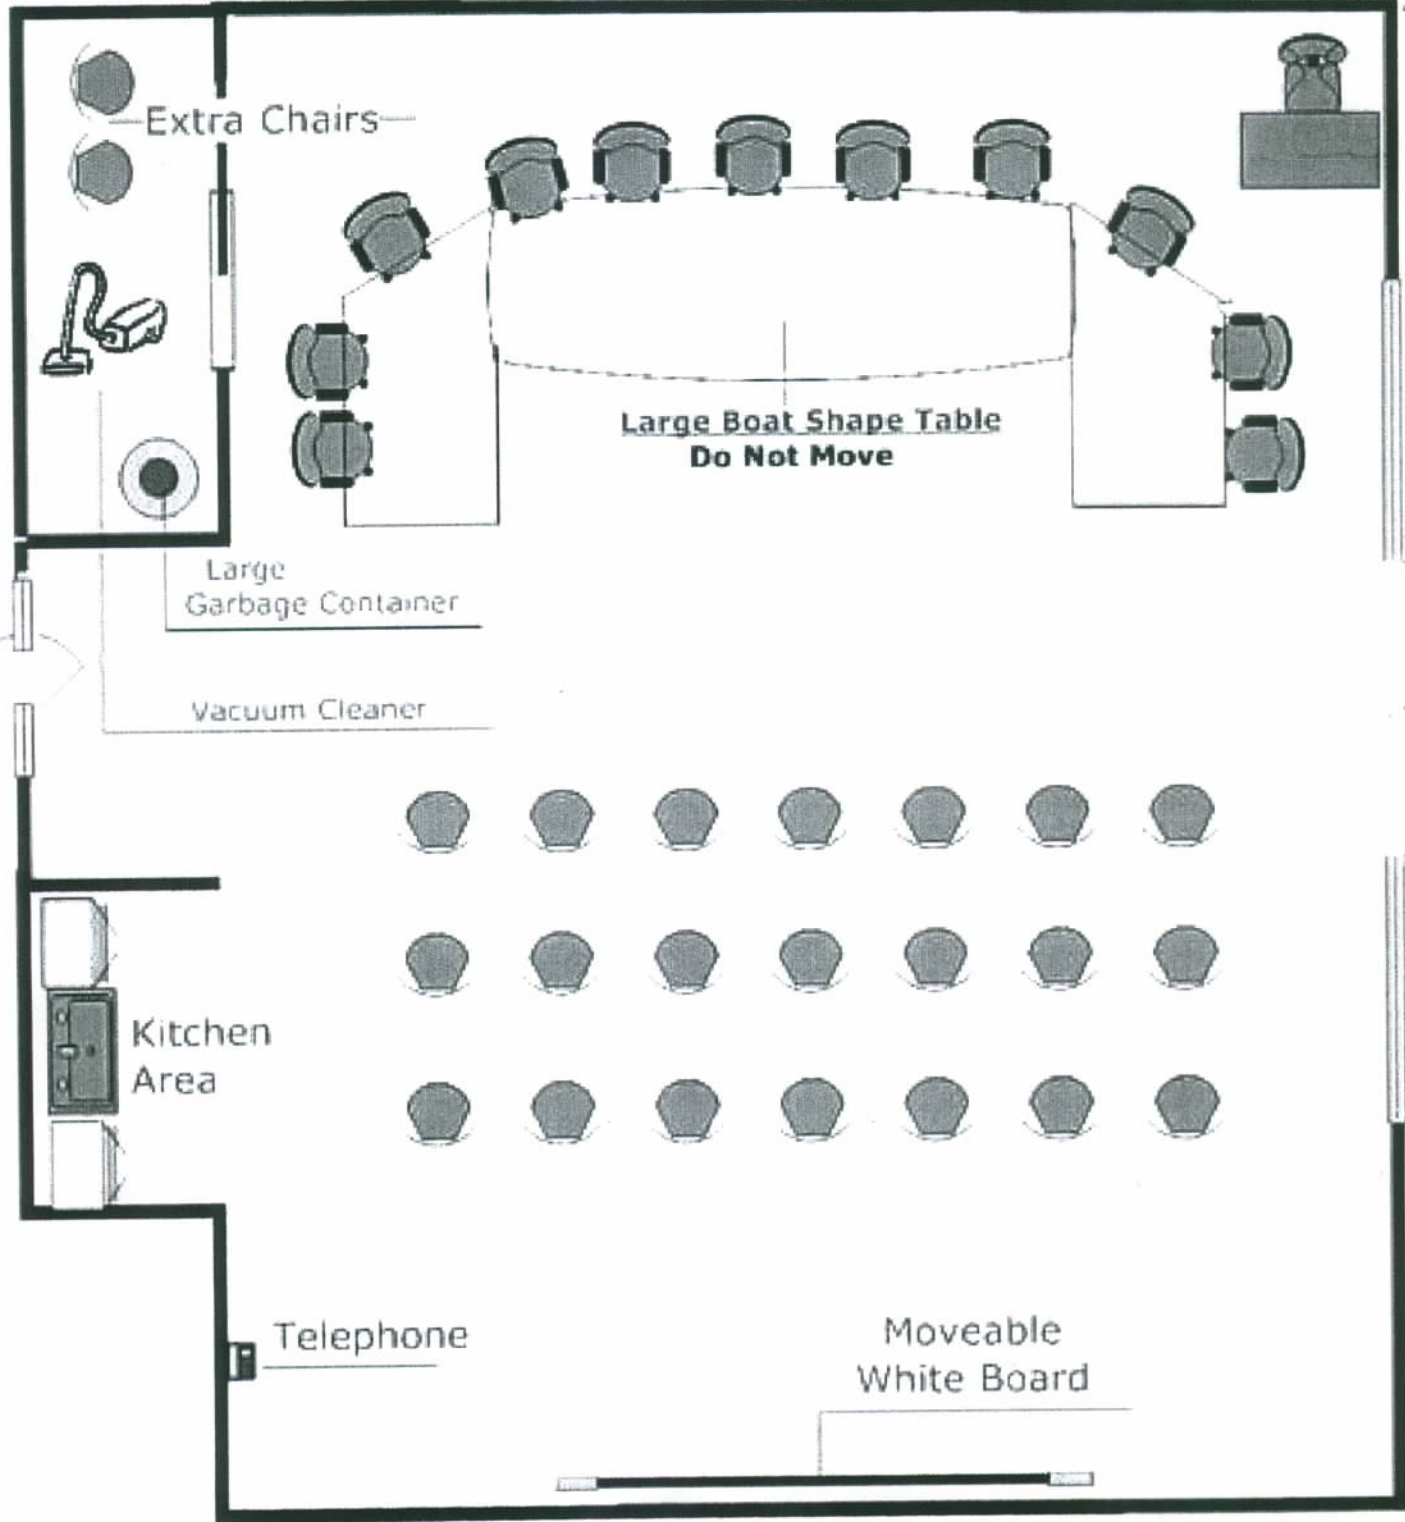 Extra Chairs
Large Boat Shape Table
Do Not Move
Large
Garbage Container
Vacuum Cleaner
Kitchen
Area
Telephone
Moveable
White Board